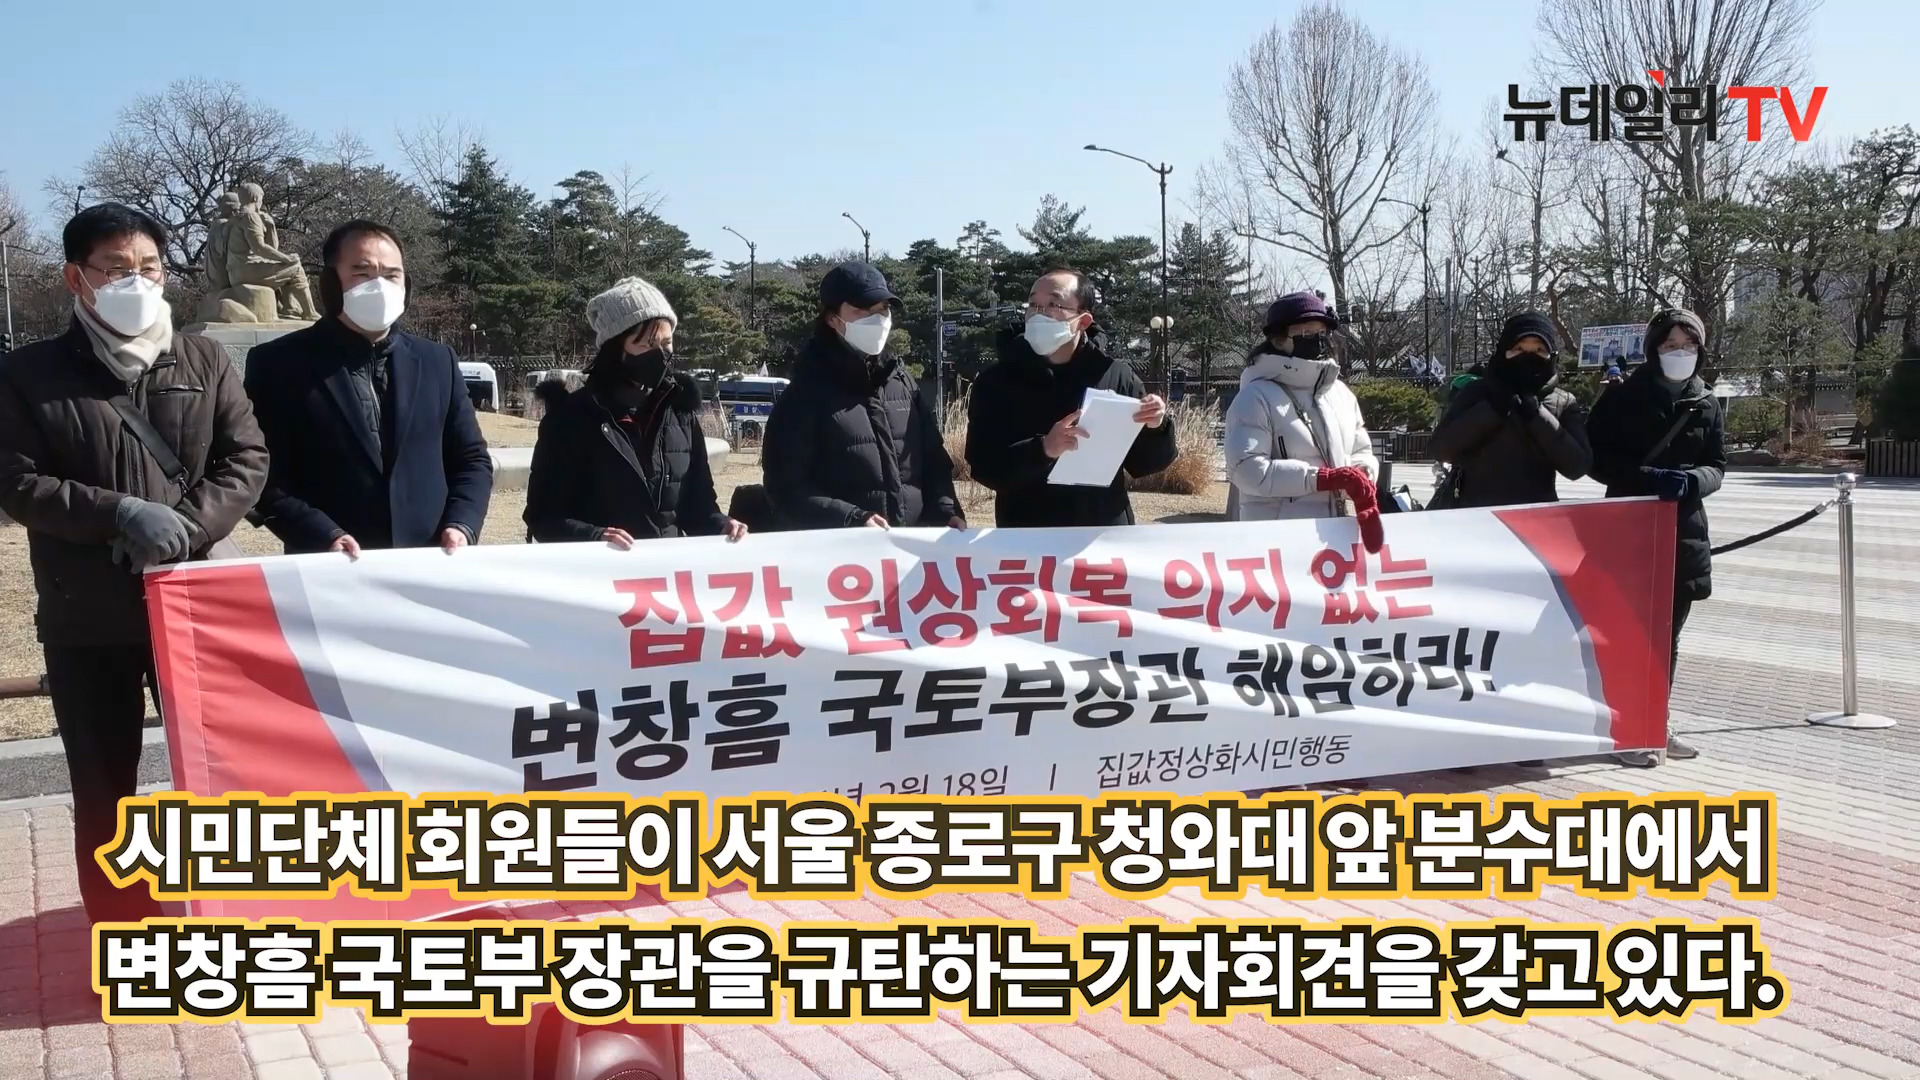 뉴데일리TV
집값 원상회복 의지 없는
변창흠 국토부장관 해임하라!
2월 18일 | 집값정상화시민행동
시민단체 회원들이 서울 종로구 청와대 앞 분수대에서
변창흠 국토부 장관을 규탄하는 기자회견을 갖고 있다.